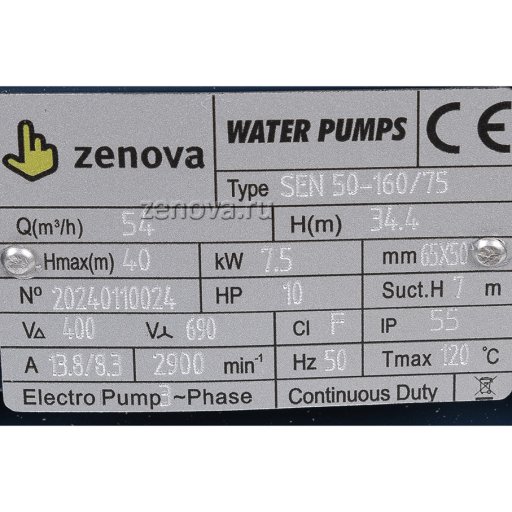 zenova
WATER PUMPS CE
Type SEN 50-160/75
zenova.ru
Q(m³/h) 54 H(m) 34.4
Hmax(m) 40 kW 7.5 mm 65X50
Nº 20240110024 HP 10 Suct.H 7 m
V∆ 400 V⅄ 690 Cl F IP 55
A 13.8/8.3 2900 min⁻¹ Hz 50 Tmax 120 °C
Electro Pump 3 ~Phase Continuous Duty